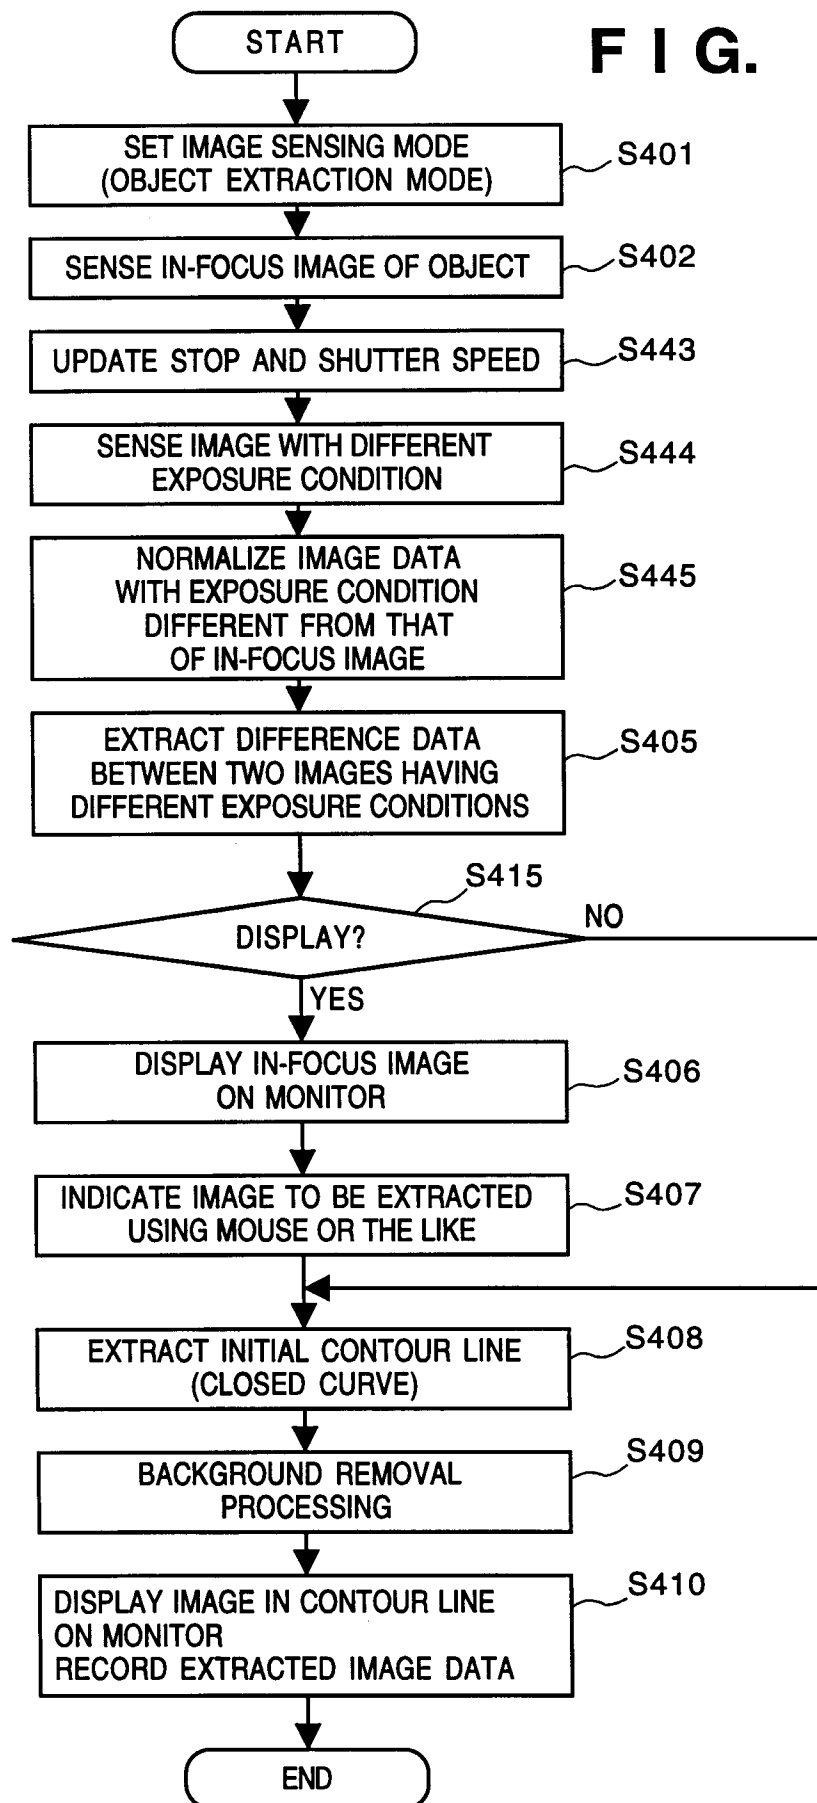 START
F I G.
SET IMAGE SENSING MODE
(OBJECT EXTRACTION MODE)
S401
SENSE IN-FOCUS IMAGE OF OBJECT
S402
UPDATE STOP AND SHUTTER SPEED
S443
SENSE IMAGE WITH DIFFERENT
EXPOSURE CONDITION
S444
NORMALIZE IMAGE DATA
WITH EXPOSURE CONDITION
DIFFERENT FROM THAT
OF IN-FOCUS IMAGE
S445
EXTRACT DIFFERENCE DATA
BETWEEN TWO IMAGES HAVING
DIFFERENT EXPOSURE CONDITIONS
S405
S415
DISPLAY?
NO
YES
DISPLAY IN-FOCUS IMAGE
ON MONITOR
S406
INDICATE IMAGE TO BE EXTRACTED
USING MOUSE OR THE LIKE
S407
EXTRACT INITIAL CONTOUR LINE
(CLOSED CURVE)
S408
BACKGROUND REMOVAL
PROCESSING
S409
DISPLAY IMAGE IN CONTOUR LINE
ON MONITOR
RECORD EXTRACTED IMAGE DATA
S410
END